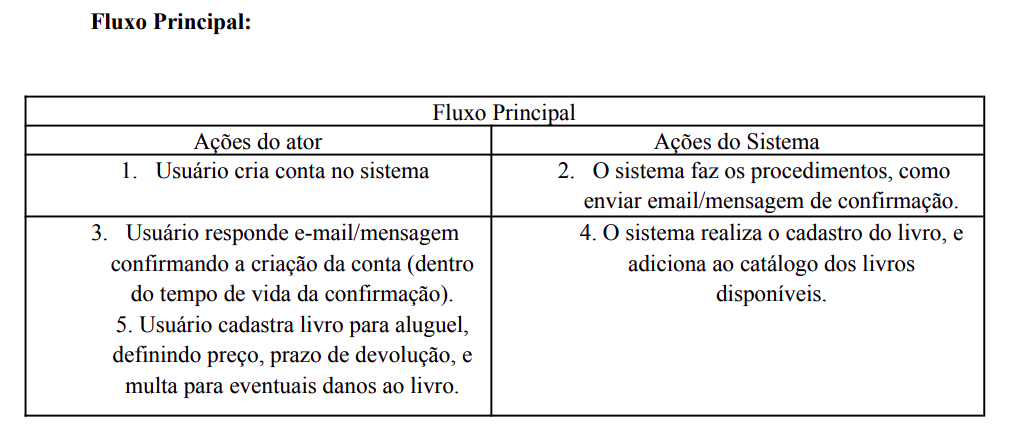 Fluxo Principal:
Fluxo Principal
Ações do ator
Ações do Sistema
1. Usuário cria conta no sistema
2. O sistema faz os procedimentos, como
enviar email/mensagem de confirmação.
3. Usuário responde e-mail/mensagem
confirmando a criação da conta (dentro
do tempo de vida da confirmação).
5. Usuário cadastra livro para aluguel,
definindo preço, prazo de devolução, e
multa para eventuais danos ao livro.
4. O sistema realiza o cadastro do livro, e
adiciona ao catálogo dos livros
disponíveis.